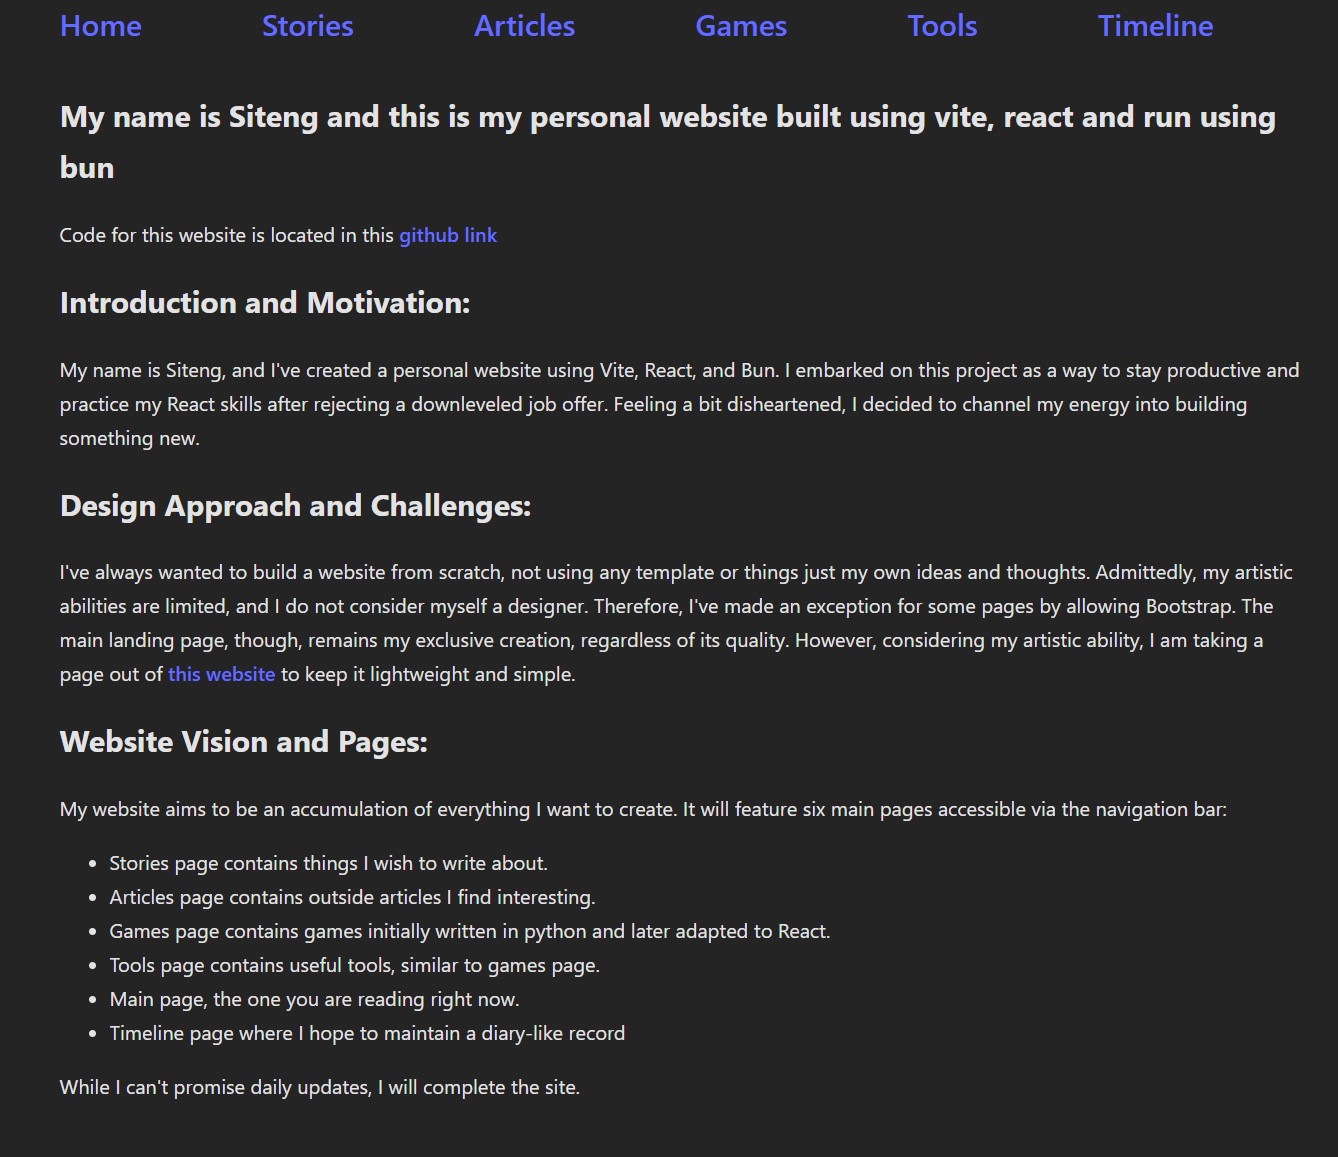 Home Stories Articles Games Tools Timeline
My name is Siteng and this is my personal website built using vite, react and run using
bun
Code for this website is located in this github link
Introduction and Motivation:
My name is Siteng, and I've created a personal website using Vite, React, and Bun. I embarked on this project as a way to stay productive and
practice my React skills after rejecting a downleveled job offer. Feeling a bit disheartened, I decided to channel my energy into building
something new.
Design Approach and Challenges:
I've always wanted to build a website from scratch, not using any template or things just my own ideas and thoughts. Admittedly, my artistic
abilities are limited, and I do not consider myself a designer. Therefore, I've made an exception for some pages by allowing Bootstrap. The
main landing page, though, remains my exclusive creation, regardless of its quality. However, considering my artistic ability, I am taking a
page out of this website to keep it lightweight and simple.
Website Vision and Pages:
My website aims to be an accumulation of everything I want to create. It will feature six main pages accessible via the navigation bar:
• Stories page contains things I wish to write about.
• Articles page contains outside articles I find interesting.
• Games page contains games initially written in python and later adapted to React.
• Tools page contains useful tools, similar to games page.
• Main page, the one you are reading right now.
• Timeline page where I hope to maintain a diary-like record
While I can't promise daily updates, I will complete the site.